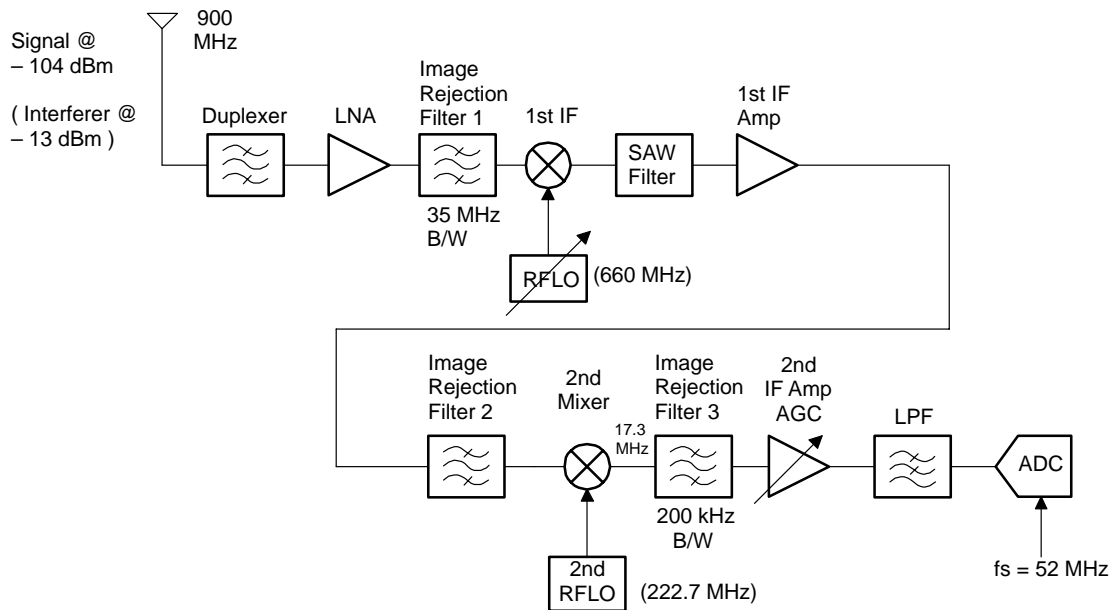 900
MHz
Signal @
– 104 dBm
( Interferer @
– 13 dBm )
Duplexer
LNA
Image
Rejection
Filter 1
1st IF
1st IF
Amp
SAW
Filter
35 MHz
B/W
RFLO
(660 MHz)
Image
Rejection
Filter 2
2nd
Mixer
17.3
MHz
Image
Rejection
Filter 3
2nd
IF Amp
AGC
LPF
ADC
200 kHz
B/W
2nd
RFLO
(222.7 MHz)
fs = 52 MHz